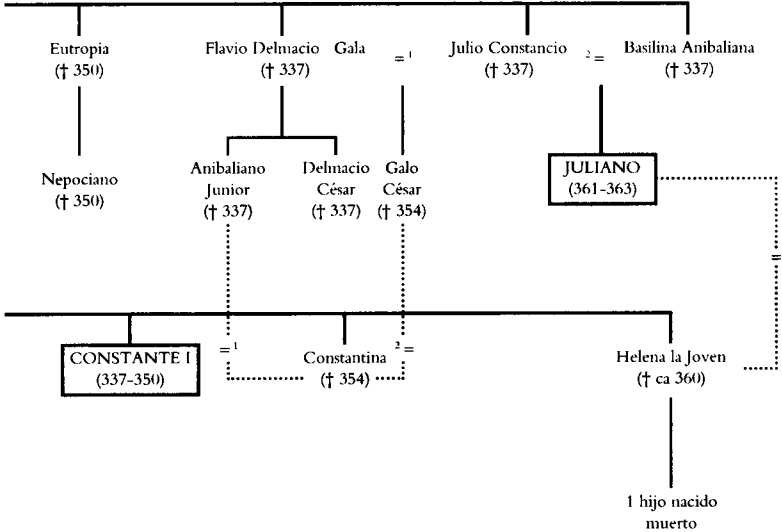 Eutropia
(† 350)
Flavio Delmacio Gala
(† 337)
= ¹
Julio Constancio
(† 337)
² =
Basilina Anibaliana
(† 337)
Nepociano
(† 350)
Anibaliano
Junior
(† 337)
Delmacio
César
(† 337)
Galo
César
(† 354)
JULIANO
(361-363)
=
CONSTANTE I
(337-350)
= ¹
Constantina
(† 354)
² =
Helena la Joven
(† ca 360)
1 hijo nacido
muerto